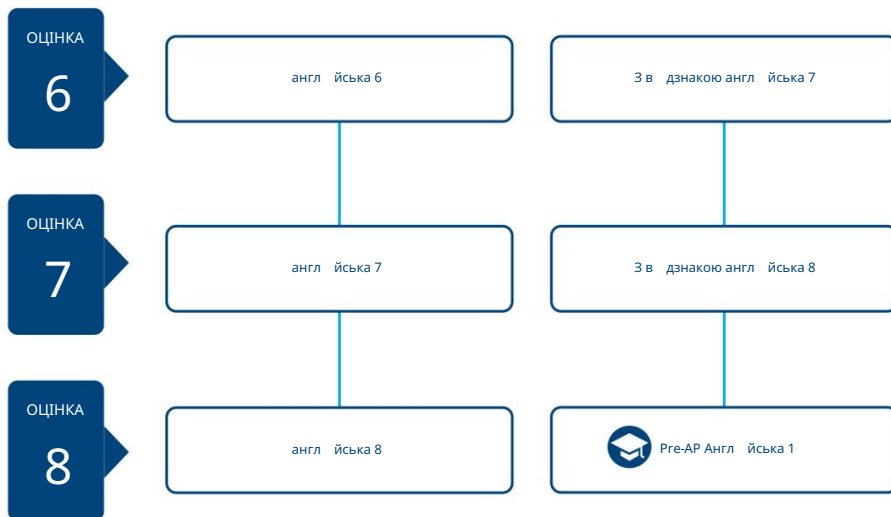 ОЦІНКА
6
англ йська 6
З в дзнакою англ йська 7
ОЦІНКА
7
англ йська 7
З в дзнакою англ йська 8
ОЦІНКА
8
англ йська 8
Pre-AP Англ йська 1